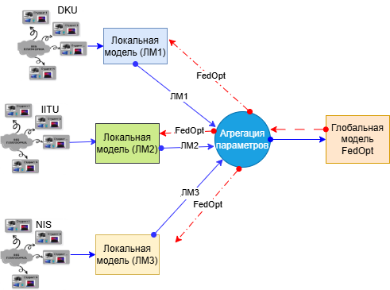 DKU
Локальная
модель (ЛМ1)
FedOpt
ЛМ1
IITU
Локальная
модель (ЛМ2)
FedOpt
ЛМ2
Агрегация
параметров
Глобальная
модель
FedOpt
ЛМ3
FedOpt
NIS
Локальная
модель (ЛМ3)